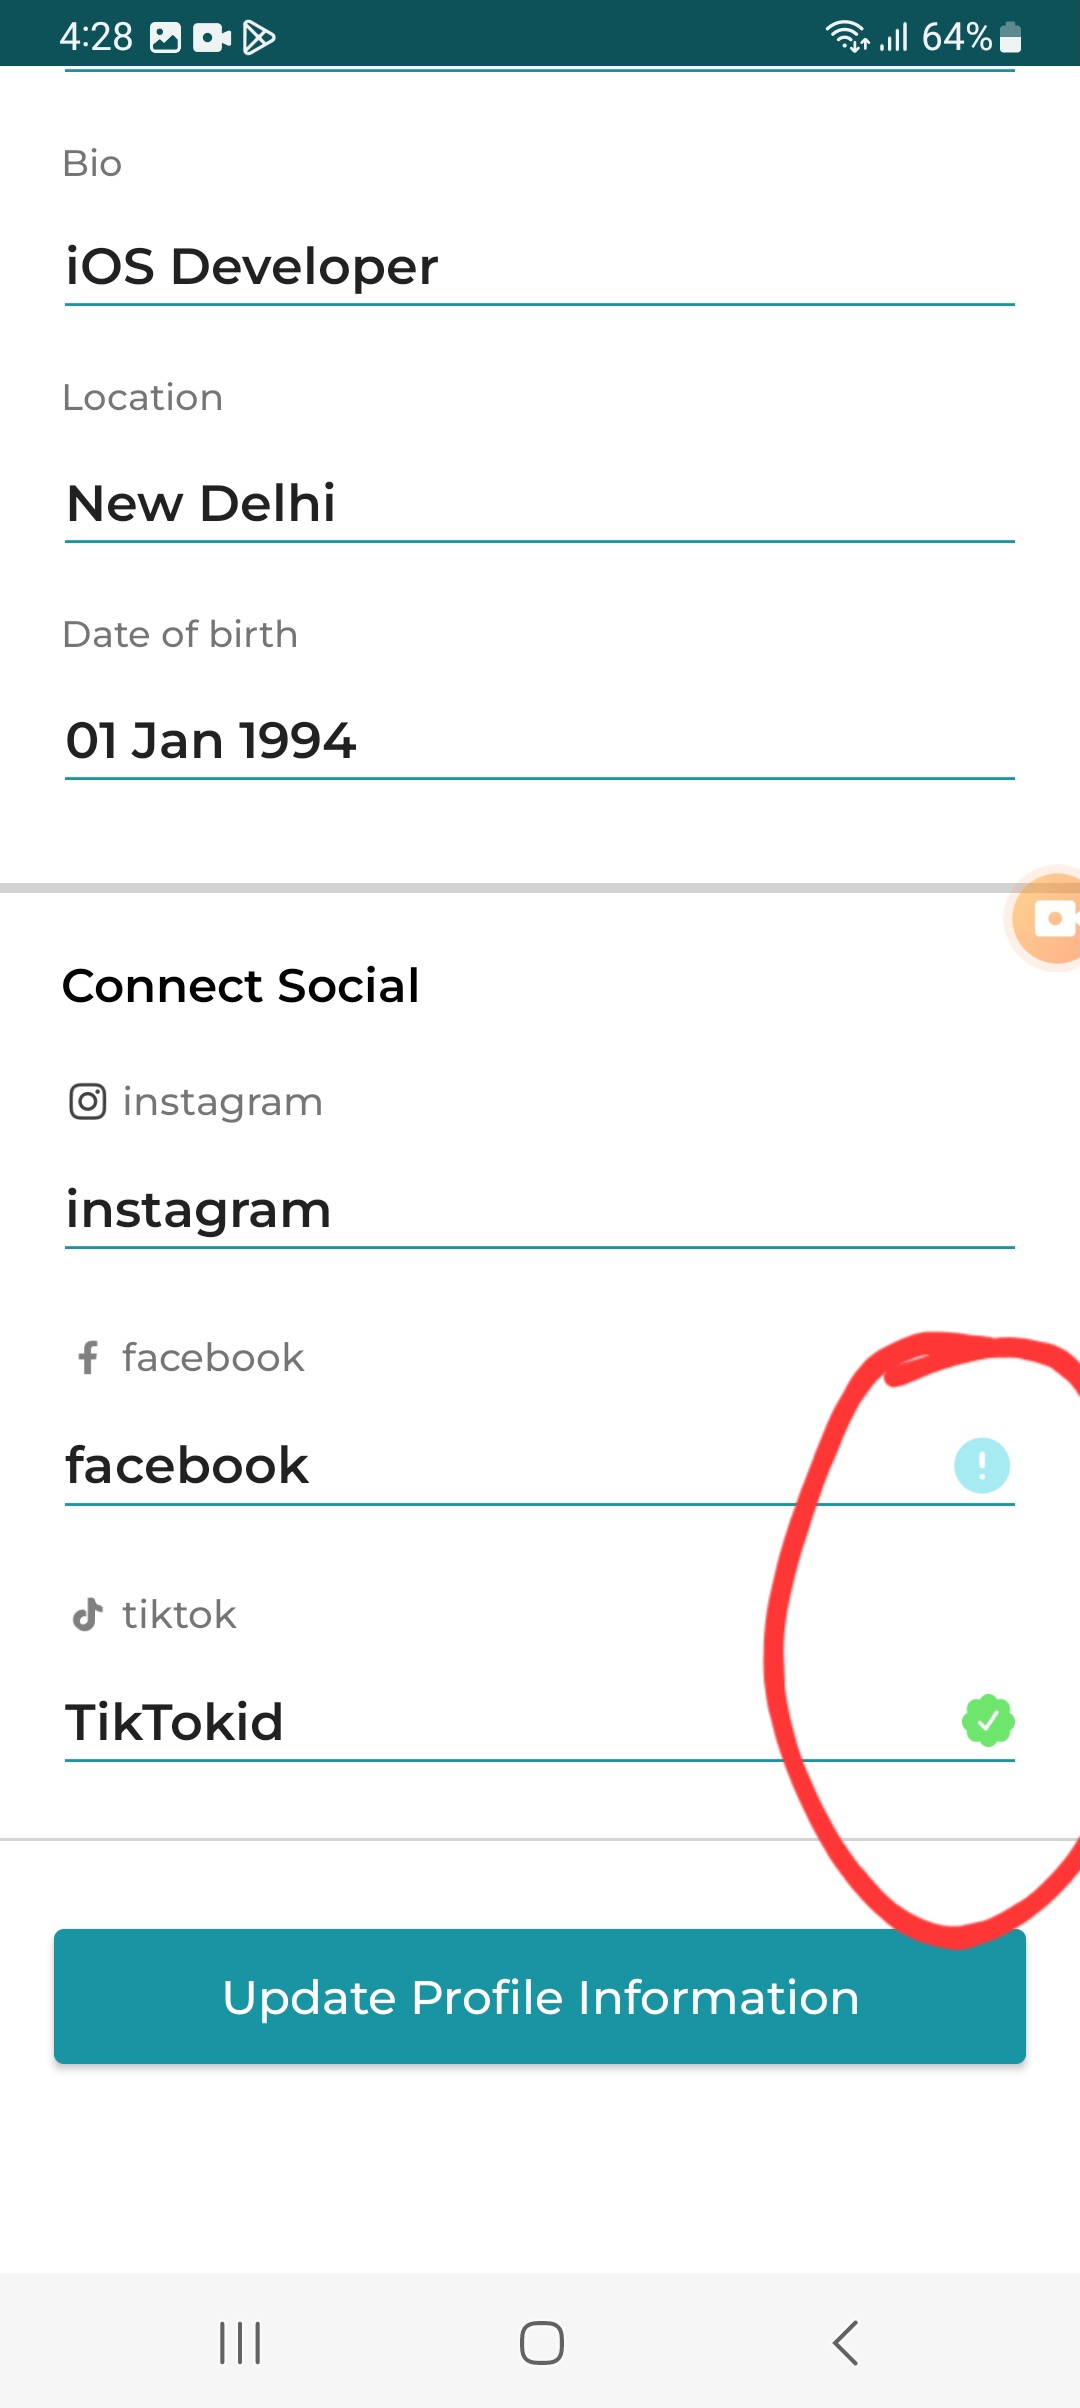 4:28 64%
Bio
iOS Developer
Location
New Delhi
Date of birth
01 Jan 1994
Connect Social
instagram
instagram
facebook
facebook
tiktok
TikTokid
Update Profile Information